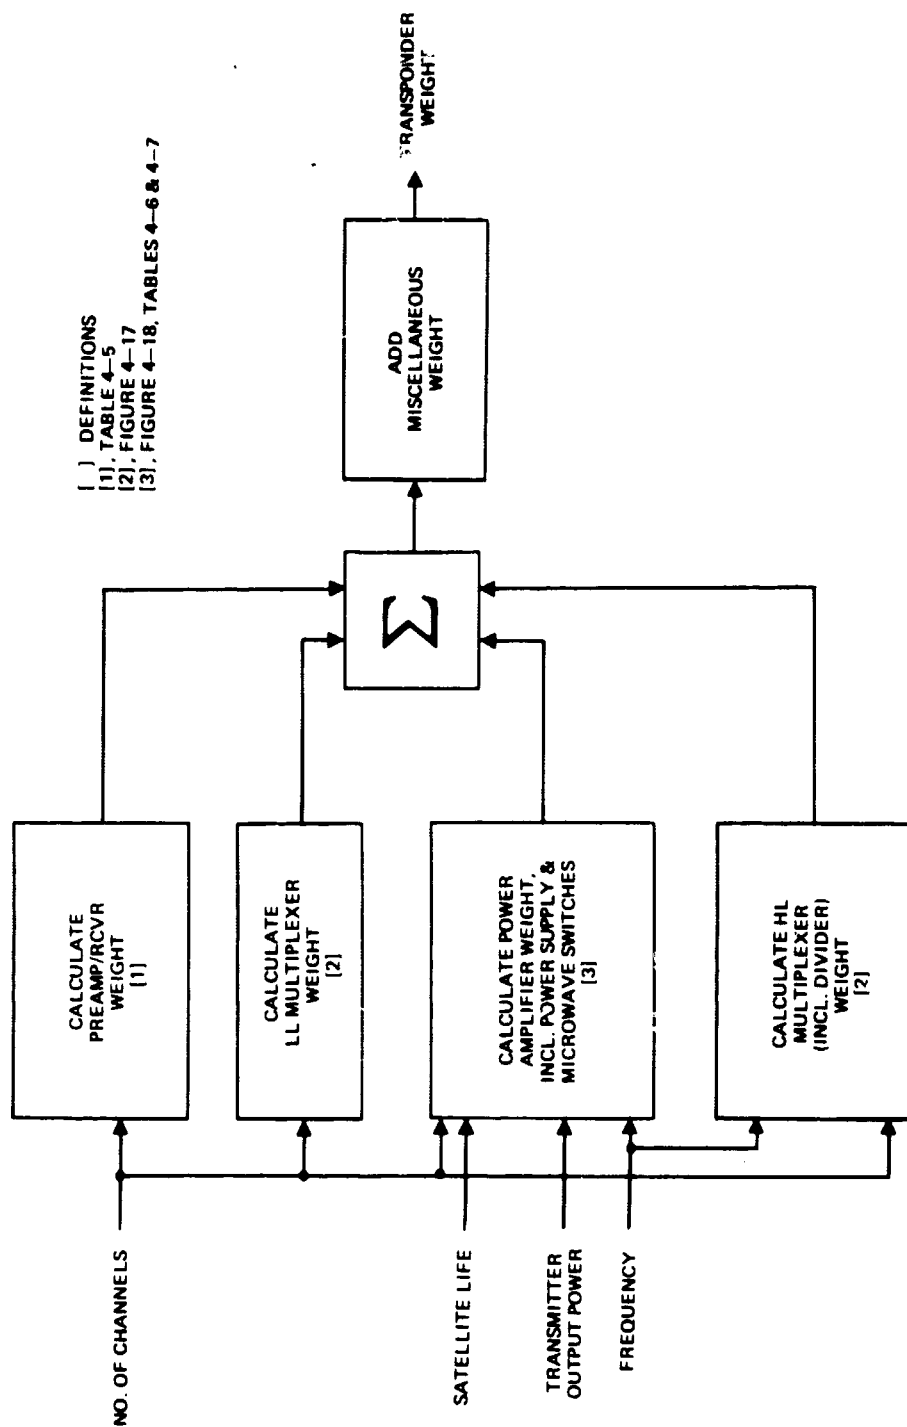 NO. OF CHANNELS
SATELLITE LIFE
TRANSMITTER
OUTPUT POWER
FREQUENCY
CALCULATE
PREAMP/RCVR
WEIGHT
[1]
CALCULATE
LL MULTIPLEXER
WEIGHT
[2]
CALCULATE POWER
AMPLIFIER WEIGHT,
INCL. POWER SUPPLY &
MICROWAVE SWITCHES
[3]
CALCULATE HL
MULTIPLEXER
(INCL. DIVIDER)
WEIGHT
[2]
Σ
ADD
MISCELLANEOUS
WEIGHT
TRANSPONDER
WEIGHT
[ ] DEFINITIONS
[1], TABLE 4-5
[2], FIGURE 4-17
[3], FIGURE 4-18, TABLES 4-6 & 4-7